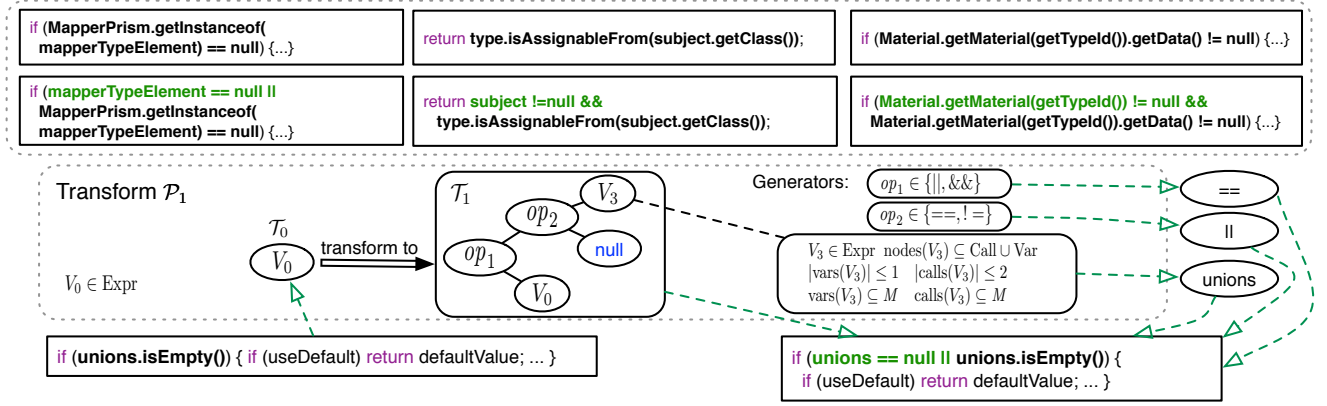 if (MapperPrism.getInstanceof(
mapperTypeElement) == null) {...}
return type.isAssignableFrom(subject.getClass());
if (Material.getMaterial(getTypeId()).getData() != null) {...}
if (mapperTypeElement == null ||
MapperPrism.getInstanceof(
mapperTypeElement) == null) {...}
return subject !=null &&
type.isAssignableFrom(subject.getClass());
if (Material.getMaterial(getTypeId()) != null &&
Material.getMaterial(getTypeId()).getData() != null) {...}
Transform 𝒫₁
𝒯₀
V₀
V₀ ∈ Expr
transform to
𝒯₁
V₃
op₂
null
op₁
V₀
Generators:
op₁ ∈ {||, &&}
op₂ ∈ {==, ! =}
V₃ ∈ Expr nodes(V₃) ⊆ Call ∪ Var
|vars(V₃)| ≤ 1 |calls(V₃)| ≤ 2
vars(V₃) ⊆ M calls(V₃) ⊆ M
==
||
unions
if (unions.isEmpty()) { if (useDefault) return defaultValue; ... }
if (unions == null || unions.isEmpty()) {
if (useDefault) return defaultValue; ... }